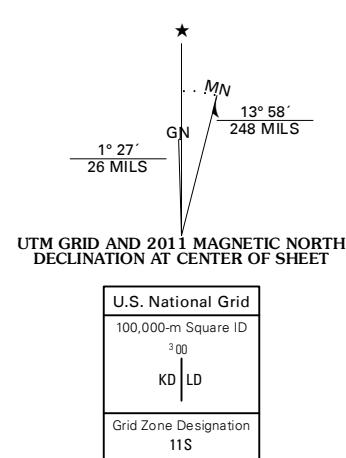 ★
MN
13° 58´
248 MILS
GN
1° 27´
26 MILS
UTM GRID AND 2011 MAGNETIC NORTH
DECLINATION AT CENTER OF SHEET
U.S. National Grid
100,000-m Square ID
³00
KD LD
Grid Zone Designation
11S